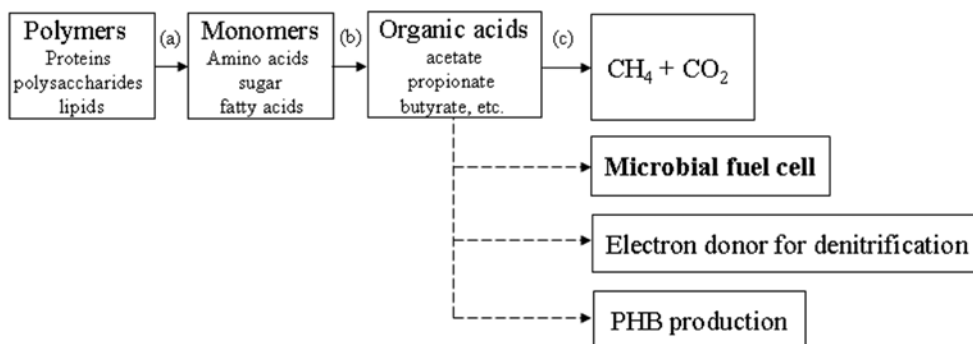 Polymers
Proteins
polysaccharides
lipids
(a)
Monomers
Amino acids
sugar
fatty acids
(b)
Organic acids
acetate
propionate
butyrate, etc.
(c)
CH₄ + CO₂
Microbial fuel cell
Electron donor for denitrification
PHB production